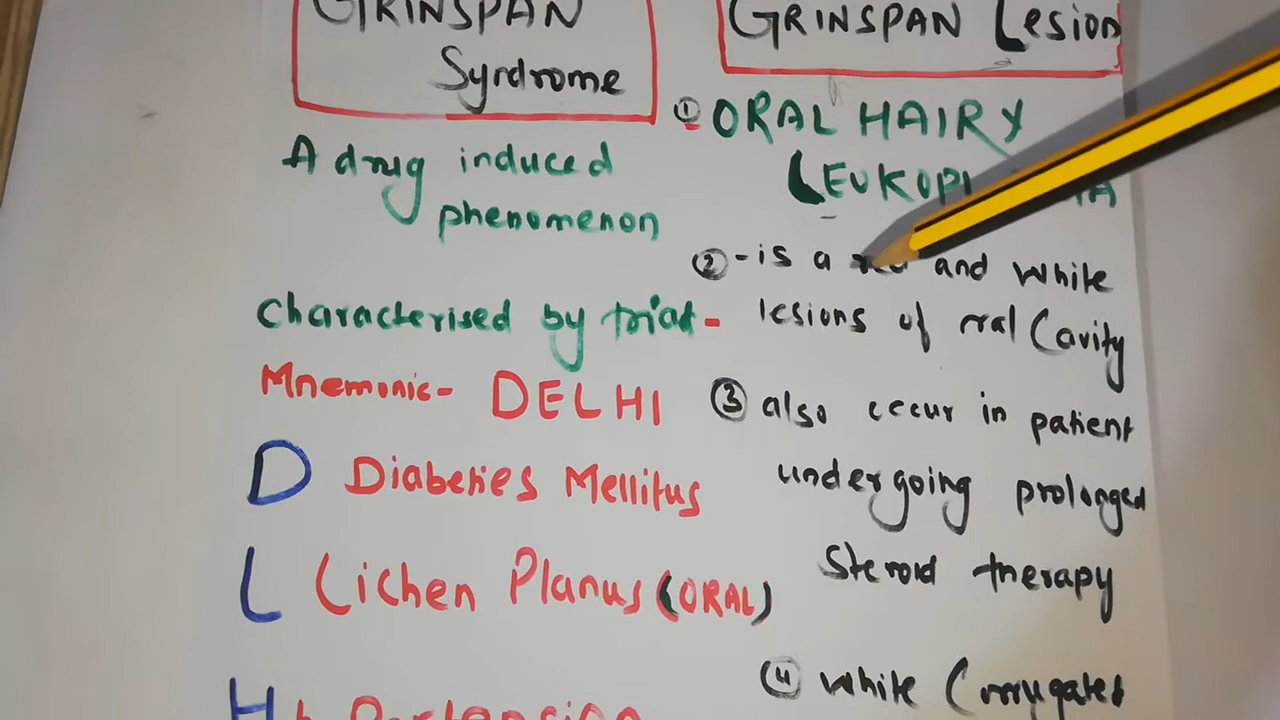 GRINSPAN
Syndrome
A drug induced
phenomenon
characterised by triad-
Mnemonic- DELHI
D Diabeties Mellitus
L Lichen Planus (ORAL)
H
GRINSPAN Lesion
① ORAL HAIRY
② -is a and white
lesions of oral Cavity
③ also occur in patient
undergoing prolonged
Steroid therapy
④ white Corrugated